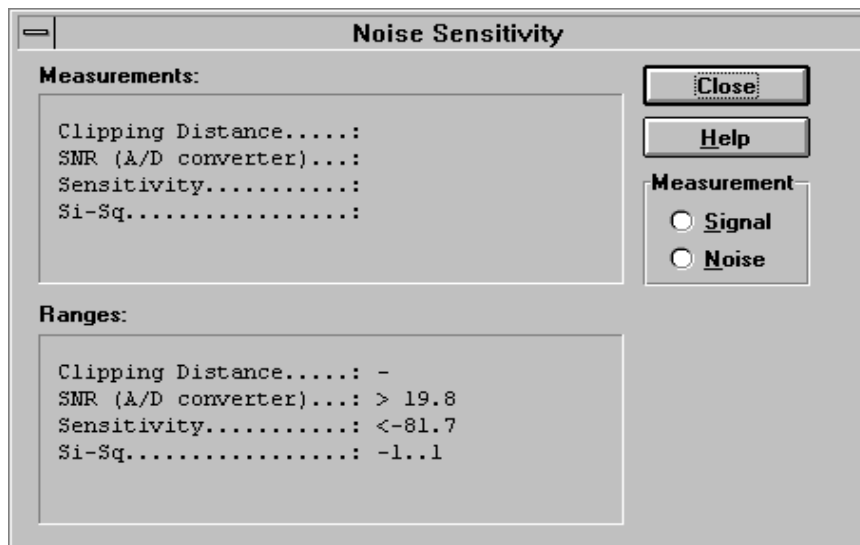 Noise Sensitivity
Measurements:
Clipping Distance.....:
SNR (A/D converter)...:
Sensitivity...........:
Si-Sq.................:
Close
Help
Measurement
Signal
Noise
Ranges:
Clipping Distance.....: -
SNR (A/D converter)...: > 19.8
Sensitivity...........: <-81.7
Si-Sq.................: -1..1